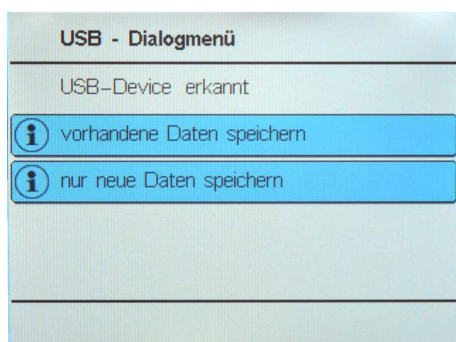 USB - Dialogmenü
USB-Device erkannt
vorhandene Daten speichern
nur neue Daten speichern